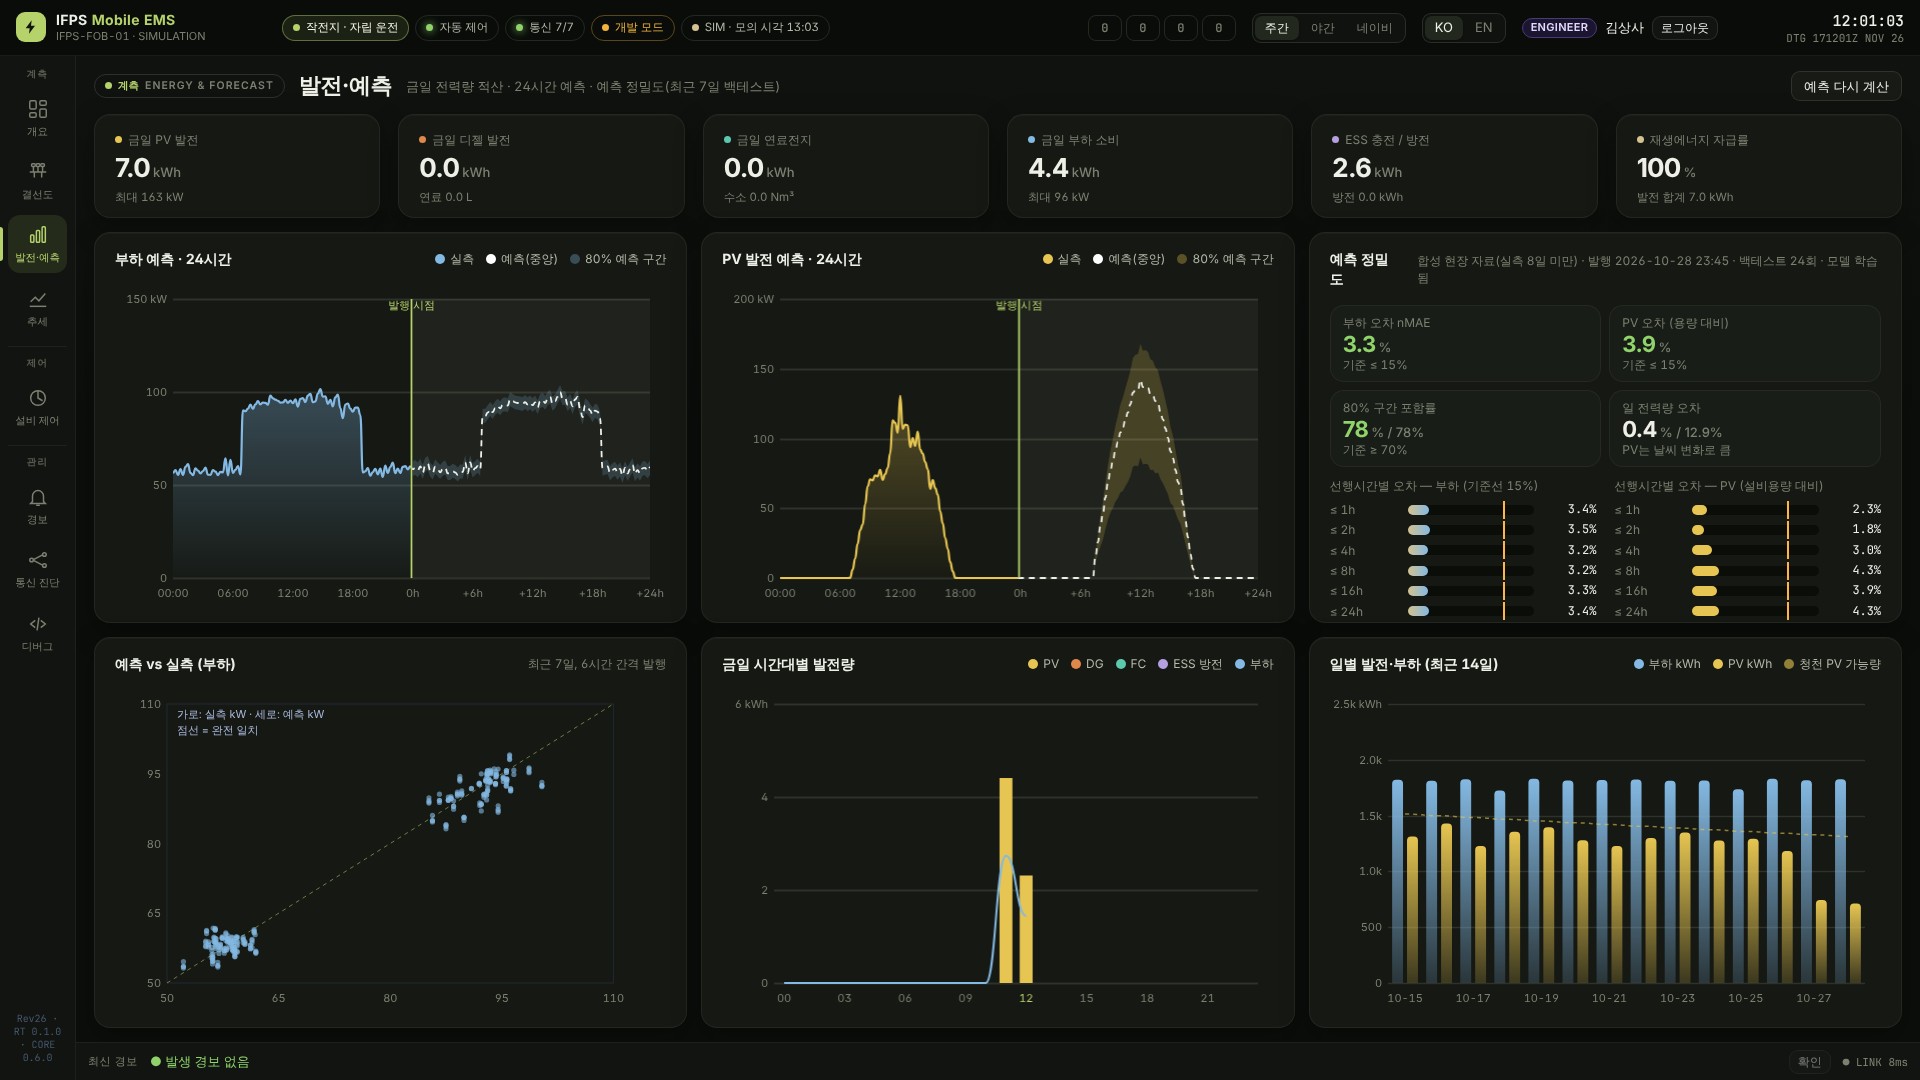 IFPS Mobile EMS
IFPS-FOB-01 · SIMULATION
작전지 · 자립 운전
자동 제어
통신 7/7
개발 모드
SIM · 모의 시각 13:03
0 0 0 0
주간 야간 네이비
KO EN
ENGINEER 김상사 로그아웃
12:01:03
DTG 171201Z NOV 26
계측
개요
결선도
발전·예측
추세
제어
설비 제어
관리
경보
통신 진단
디버그
Rev26 ·
RT 0.1.0
· CORE
0.6.0
계측 ENERGY & FORECAST
발전·예측
금일 전력량 적산 · 24시간 예측 · 예측 정밀도(최근 7일 백테스트)
예측 다시 계산
금일 PV 발전
7.0 kWh
최대 163 kW
금일 디젤 발전
0.0 kWh
연료 0.0 L
금일 연료전지
0.0 kWh
수소 0.0 Nm³
금일 부하 소비
4.4 kWh
최대 96 kW
ESS 충전 / 방전
2.6 kWh
방전 0.0 kWh
재생에너지 자급률
100 %
발전 합계 7.0 kWh
부하 예측 · 24시간
실측 예측(중앙) 80% 예측 구간
발행 시점
150 kW
100
50
0
00:00 06:00 12:00 18:00 0h +6h +12h +18h +24h
PV 발전 예측 · 24시간
실측 예측(중앙) 80% 예측 구간
발행 시점
200 kW
150
100
50
0
00:00 06:00 12:00 18:00 0h +6h +12h +18h +24h
예측 정밀
도
합성 현장 자료(실측 8일 미만) · 발행 2026-10-28 23:45 · 백테스트 24회 · 모델 학습
됨
부하 오차 nMAE
3.3 %
기준 ≤ 15%
PV 오차 (용량 대비)
3.9 %
기준 ≤ 15%
80% 구간 포함률
78 % / 78%
기준 ≥ 70%
일 전력량 오차
0.4 % / 12.9%
PV는 날씨 변화로 큼
선행시간별 오차 — 부하 (기준선 15%)
≤ 1h 3.4%
≤ 2h 3.5%
≤ 4h 3.2%
≤ 8h 3.2%
≤ 16h 3.3%
≤ 24h 3.4%
선행시간별 오차 — PV (설비용량 대비)
≤ 1h 2.3%
≤ 2h 1.8%
≤ 4h 3.0%
≤ 8h 4.3%
≤ 16h 3.9%
≤ 24h 4.3%
예측 vs 실측 (부하)
최근 7일, 6시간 간격 발행
가로: 실측 kW · 세로: 예측 kW
점선 = 완전 일치
110
95
80
65
50
50 65 80 95 110
금일 시간대별 발전량
PV DG FC ESS 방전 부하
6 kWh
4
2
0
00 03 06 09 12 15 18 21
일별 발전·부하 (최근 14일)
부하 kWh PV kWh 청천 PV 가능량
2.5k kWh
2.0k
1.5k
1.0k
500
0
10-15 10-17 10-19 10-21 10-23 10-25 10-27
최신 경보 발생 경보 없음
확인 LINK 8ms